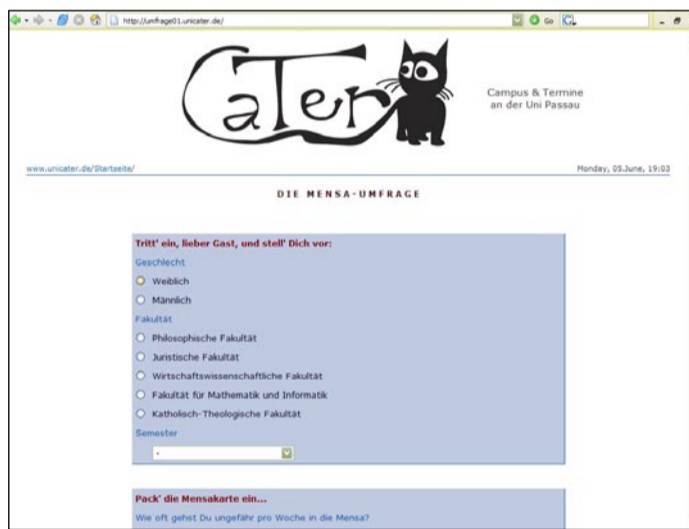 http://umfrage01.unicater.de/
Go
CaTer
Campus & Termine
an der Uni Passau
www.unicater.de/Startseite/
Monday, 05.June, 19:03
DIE MENSA-UMFRAGE
Tritt' ein, lieber Gast, und stell' Dich vor:
Geschlecht
Weiblich
Männlich
Fakultät
Philosophische Fakultät
Juristische Fakultät
Wirtschaftswissenschaftliche Fakultät
Fakultät für Mathematik und Informatik
Katholisch-Theologische Fakultät
Semester
-
Pack' die Mensakarte ein...
Wie oft gehst Du ungefähr pro Woche in die Mensa?